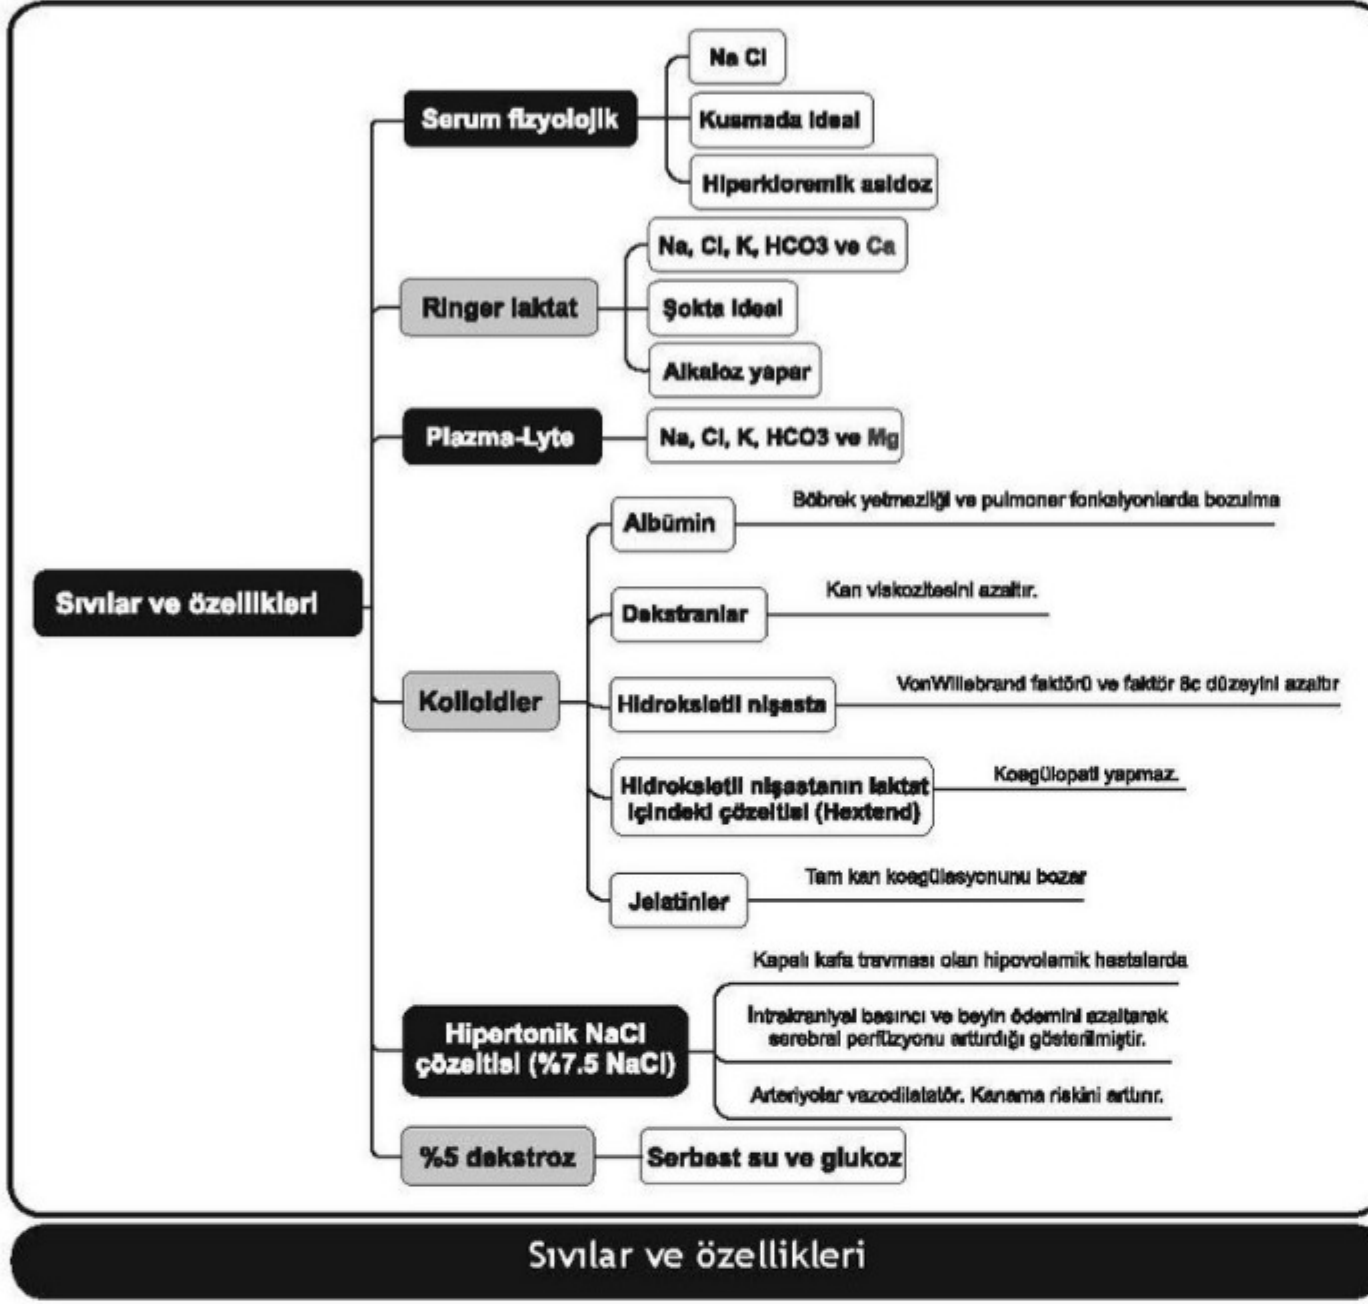 Na Cl
Serum fizyolojik
Kusmada ideal
Hiperkloremik asidoz
Na, Cl, K, HCO3 ve Ca
Ringer laktat
Şokta ideal
Alkaloz yapar
Plazma-Lyte
Na, Cl, K, HCO3 ve Mg
Sıvılar ve özellikleri
Kolloidler
Albümin
Böbrek yetmezliği ve pulmoner fonksiyonlarda bozulma
Dekstranlar
Kan viskozitesini azaltır.
Hidroksietil nişasta
VonWillebrand faktörü ve faktör 8c düzeyini azaltır
Hidroksietil nişastanın laktat
içindeki çözeltisi (Hextend)
Koagülopati yapmaz.
Jelatinler
Tam kan koagülasyonunu bozar
Hipertonik NaCl
çözeltisi (%7.5 NaCl)
Kapalı kafa travması olan hipovolemik hastalarda
İntrakraniyal basıncı ve beyin ödemini azaltarak
serebral perfüzyonu arttırdığı gösterilmiştir.
Arteriyolar vazodilatatör. Kanama riskini artırır.
%5 dekstroz
Serbest su ve glukoz
Sıvılar ve özellikleri